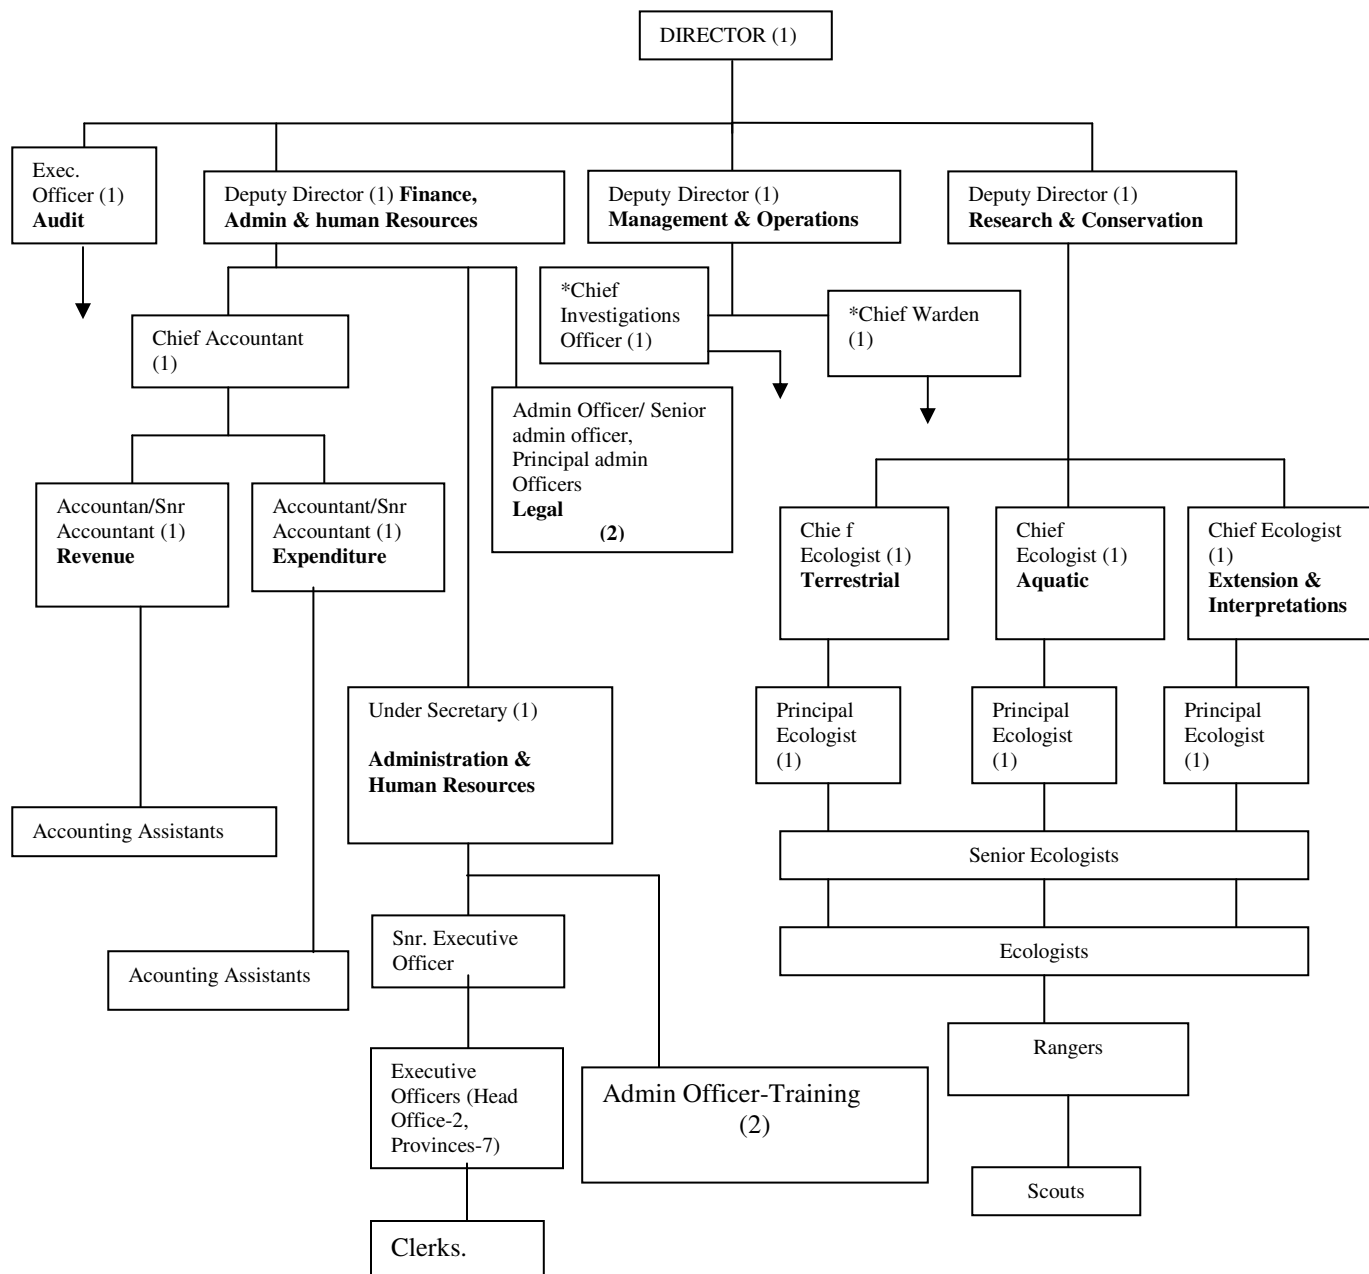 DIRECTOR (1)
Exec.
Officer (1)
Audit
Deputy Director (1) Finance,
Admin & human Resources
Deputy Director (1)
Management & Operations
Deputy Director (1)
Research & Conservation
*Chief
Investigations
Officer (1)
*Chief Warden
(1)
Chief Accountant
(1)
Admin Officer/ Senior
admin officer,
Principal admin
Officers
Legal
(2)
Accountan/Snr
Accountant (1)
Revenue
Accountant/Snr
Accountant (1)
Expenditure
Chie f
Ecologist (1)
Terrestrial
Chief
Ecologist (1)
Aquatic
Chief Ecologist
(1)
Extension &
Interpretations
Under Secretary (1)
Administration &
Human Resources
Principal
Ecologist
(1)
Principal
Ecologist
(1)
Principal
Ecologist
(1)
Accounting Assistants
Senior Ecologists
Snr. Executive
Officer
Ecologists
Acounting Assistants
Rangers
Executive
Officers (Head
Office-2,
Provinces-7)
Admin Officer-Training
(2)
Scouts
Clerks.